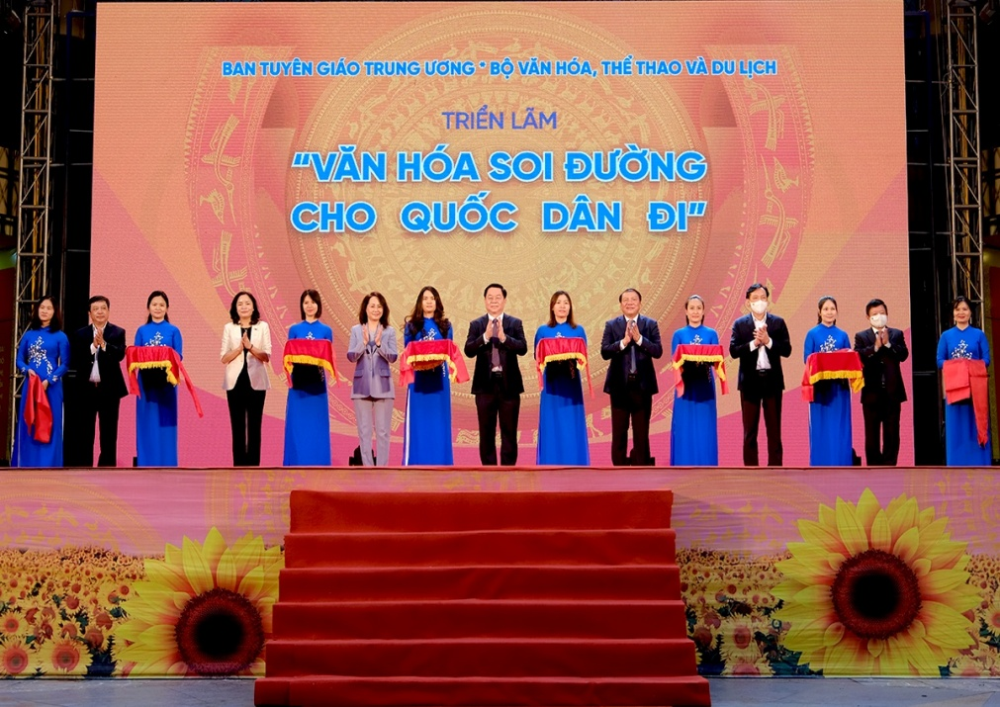 BAN TUYÊN GIÁO TRUNG ƯƠNG * BỘ VĂN HÓA, THỂ THAO VÀ DU LỊCH
TRIỂN LÃM
“VĂN HÓA SOI ĐƯỜNG
CHO QUỐC DÂN ĐI”